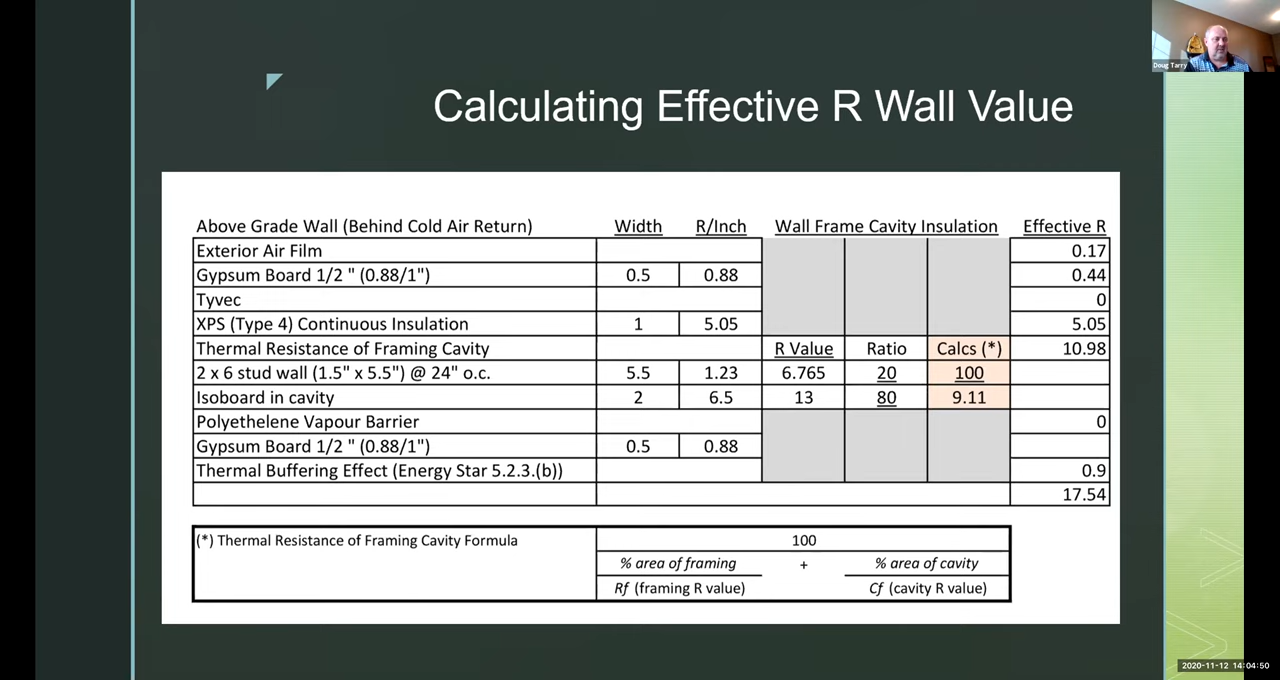 Doug Tarry
Calculating Effective R Wall Value
Above Grade Wall (Behind Cold Air Return) Width R/Inch Wall Frame Cavity Insulation Effective R
Exterior Air Film 0.17
Gypsum Board 1/2 " (0.88/1") 0.5 0.88 0.44
Tyvec 0
XPS (Type 4) Continuous Insulation 1 5.05 5.05
Thermal Resistance of Framing Cavity R Value Ratio Calcs (*) 10.98
2 x 6 stud wall (1.5" x 5.5") @ 24" o.c. 5.5 1.23 6.765 20 100
Isoboard in cavity 2 6.5 13 80 9.11
Polyethelene Vapour Barrier 0
Gypsum Board 1/2 " (0.88/1") 0.5 0.88
Thermal Buffering Effect (Energy Star 5.2.3.(b)) 0.9
17.54
(*) Thermal Resistance of Framing Cavity Formula 100
% area of framing + % area of cavity
Rf (framing R value) Cf (cavity R value)
2020-11-12 14:04:50